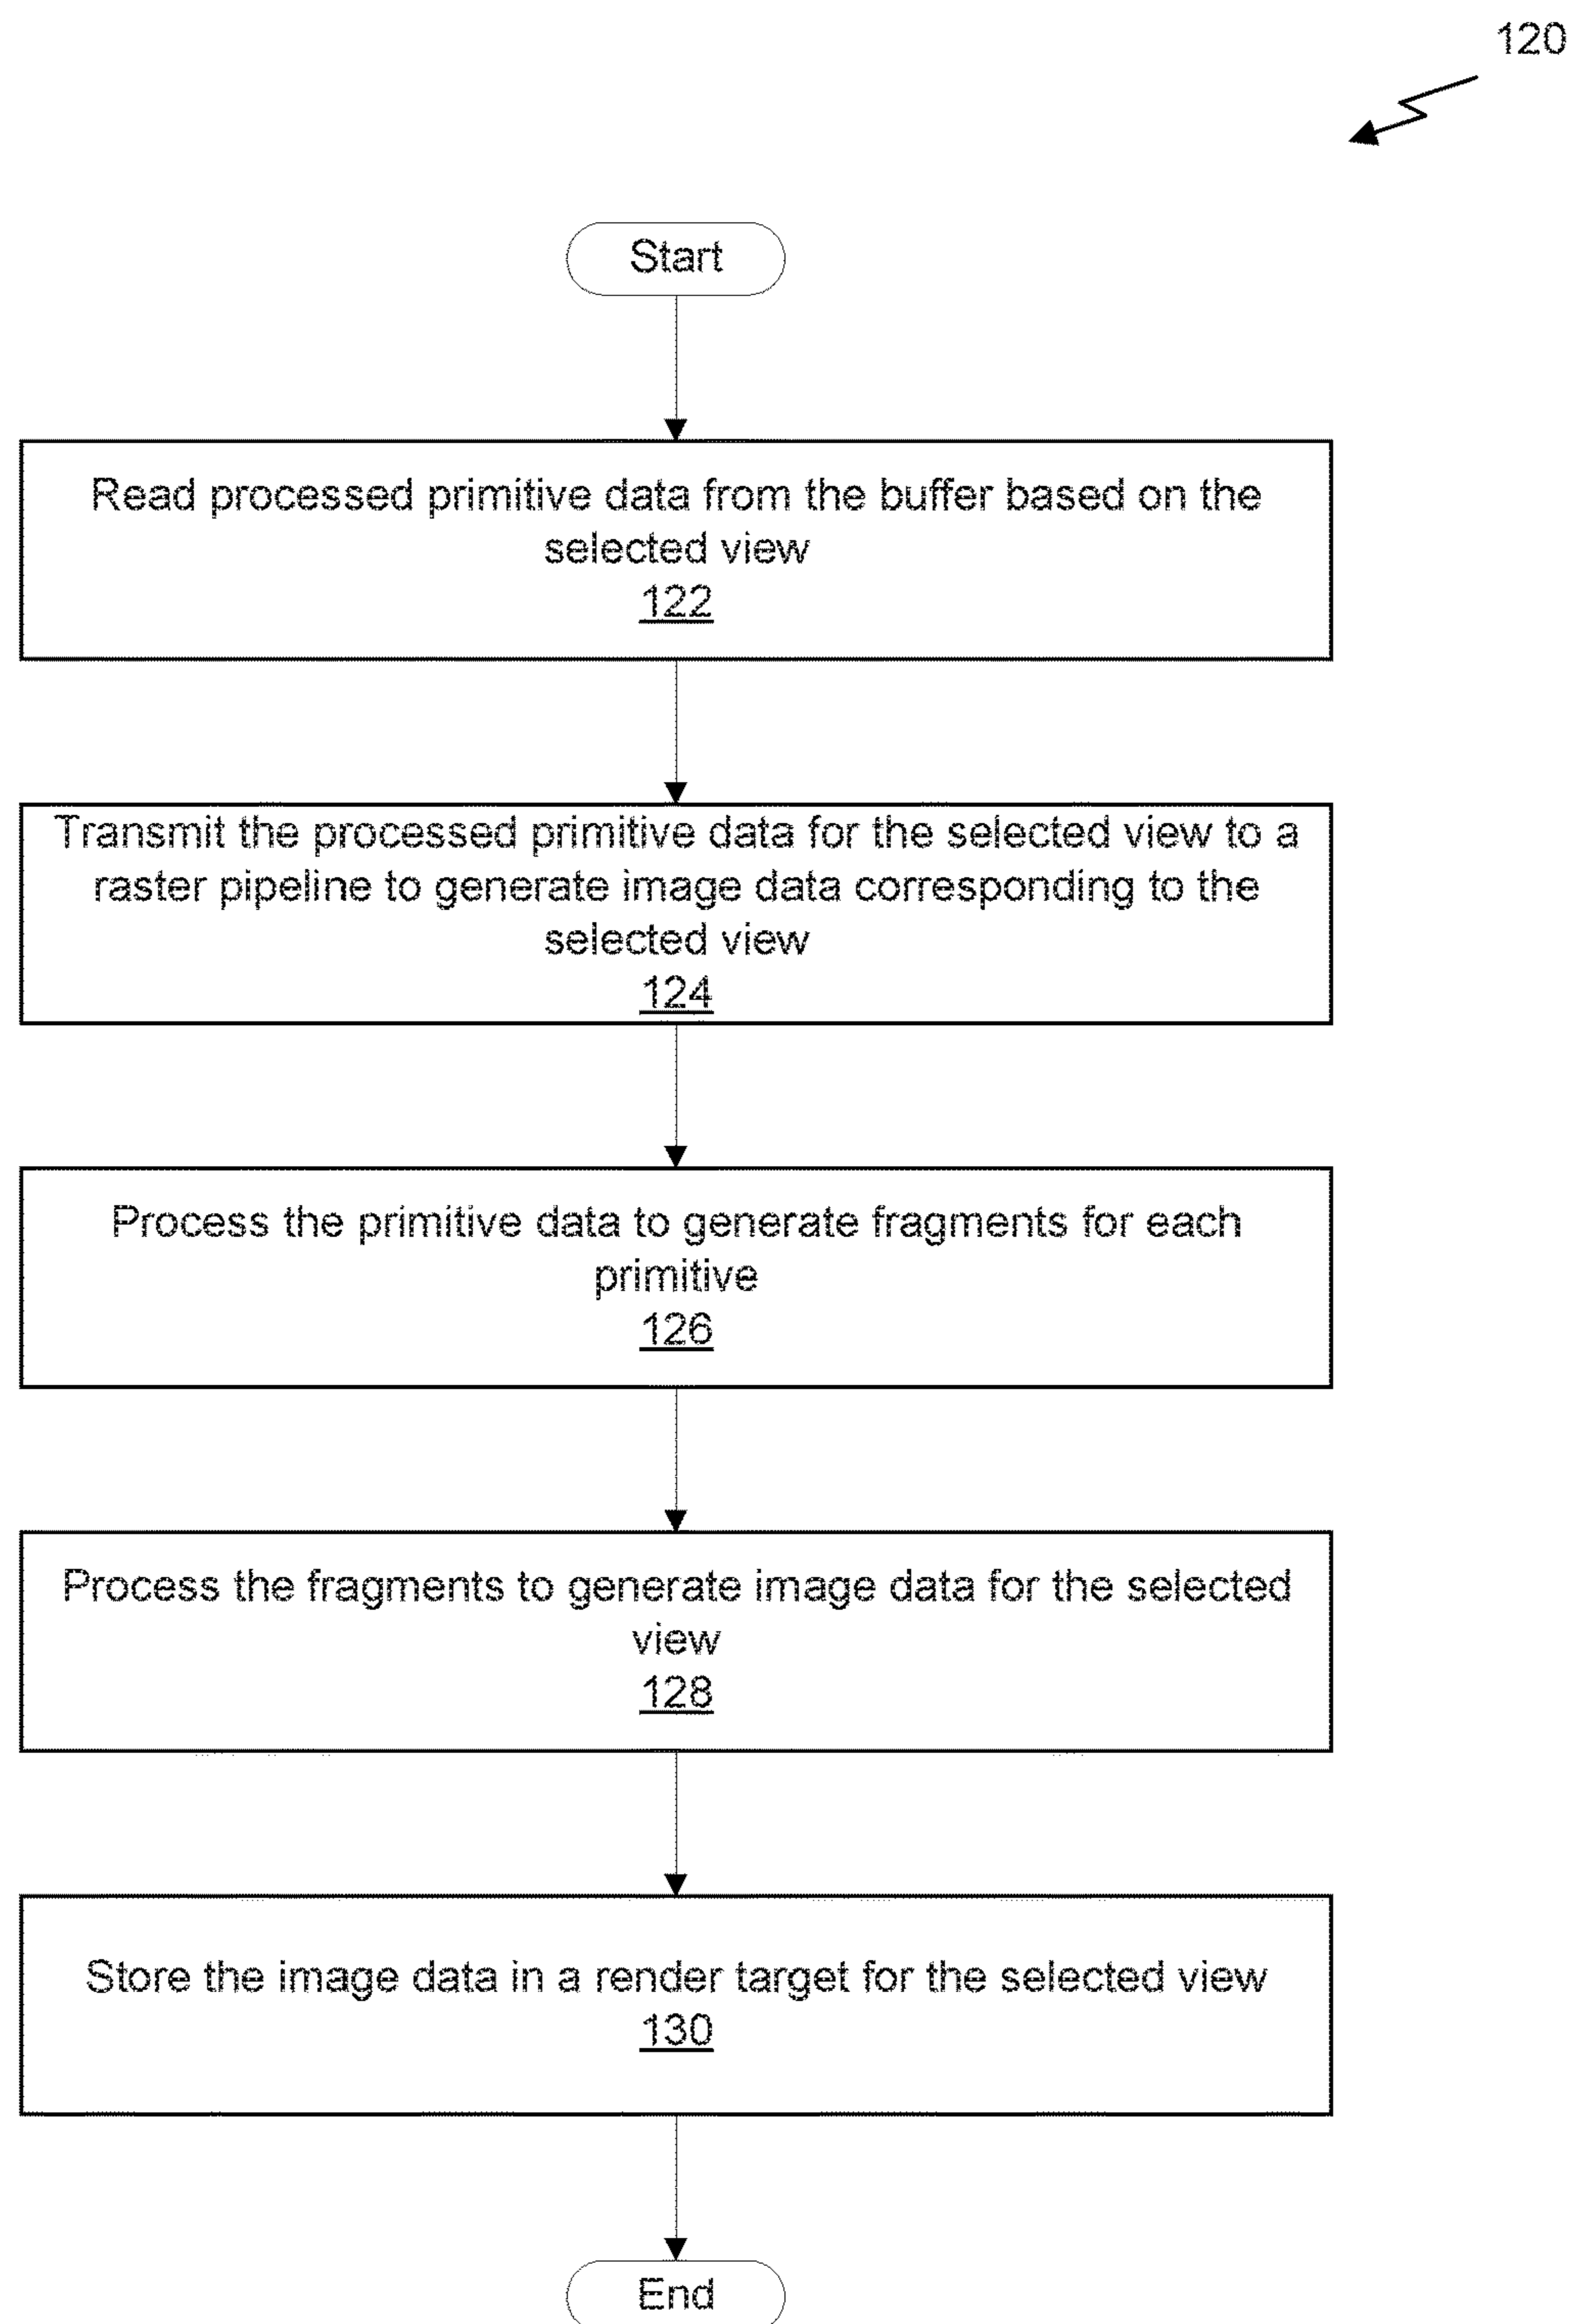 120
Start
Read processed primitive data from the buffer based on the
selected view
122
Transmit the processed primitive data for the selected view to a
raster pipeline to generate image data corresponding to the
selected view
124
Process the primitive data to generate fragments for each
primitive
126
Process the fragments to generate image data for the selected
view
128
Store the image data in a render target for the selected view
130
End